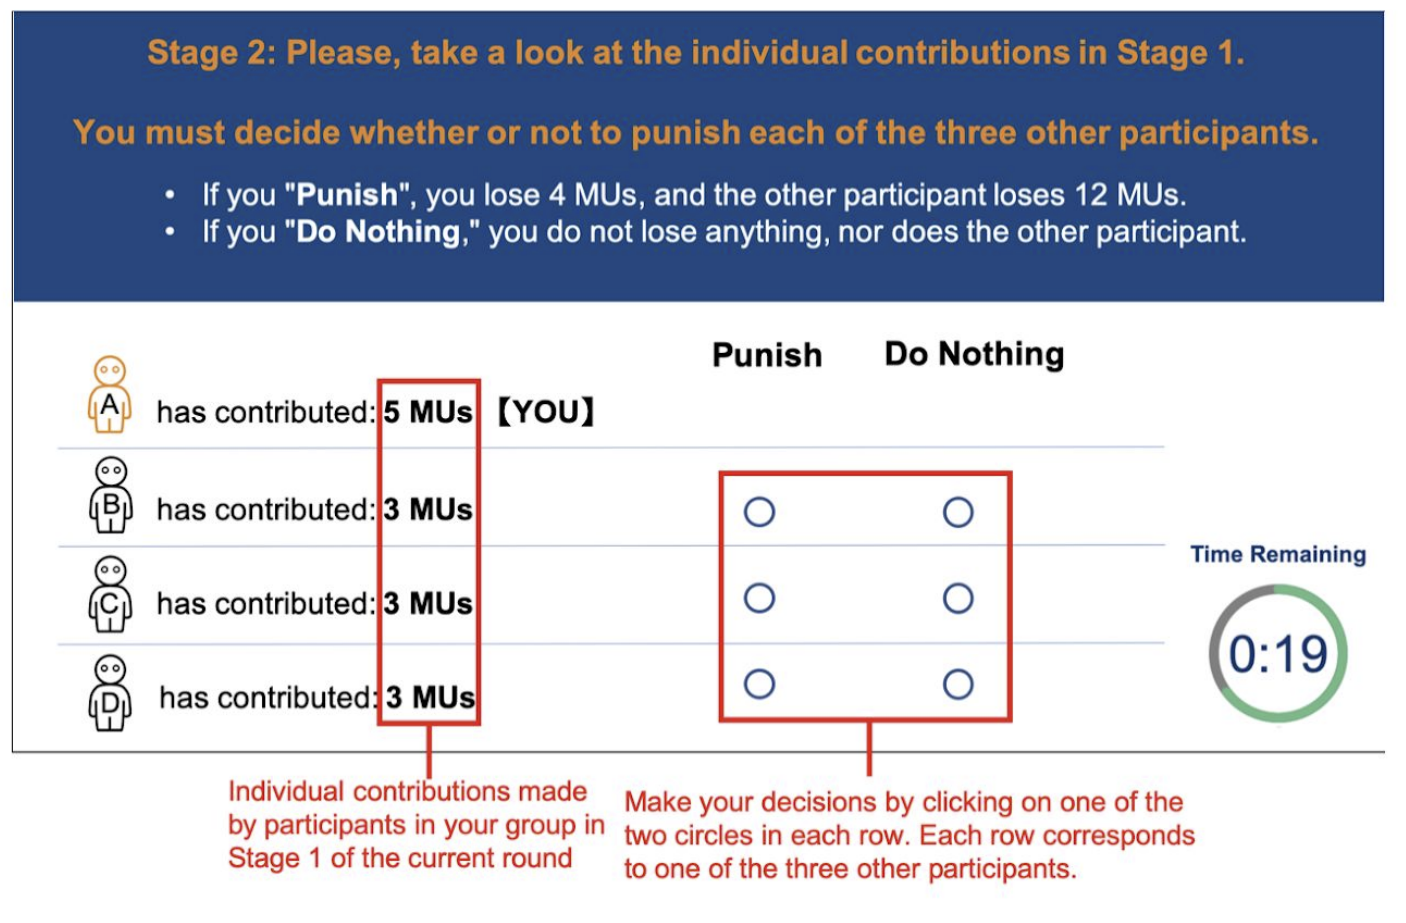 Stage 2: Please, take a look at the individual contributions in Stage 1.
You must decide whether or not to punish each of the three other participants.
• If you "Punish", you lose 4 MUs, and the other participant loses 12 MUs.
• If you "Do Nothing," you do not lose anything, nor does the other participant.
Punish Do Nothing
A has contributed: 5 MUs 【YOU】
B has contributed: 3 MUs
C has contributed: 3 MUs
D has contributed: 3 MUs
Time Remaining
0:19
Individual contributions made
by participants in your group in
Stage 1 of the current round
Make your decisions by clicking on one of the
two circles in each row. Each row corresponds
to one of the three other participants.